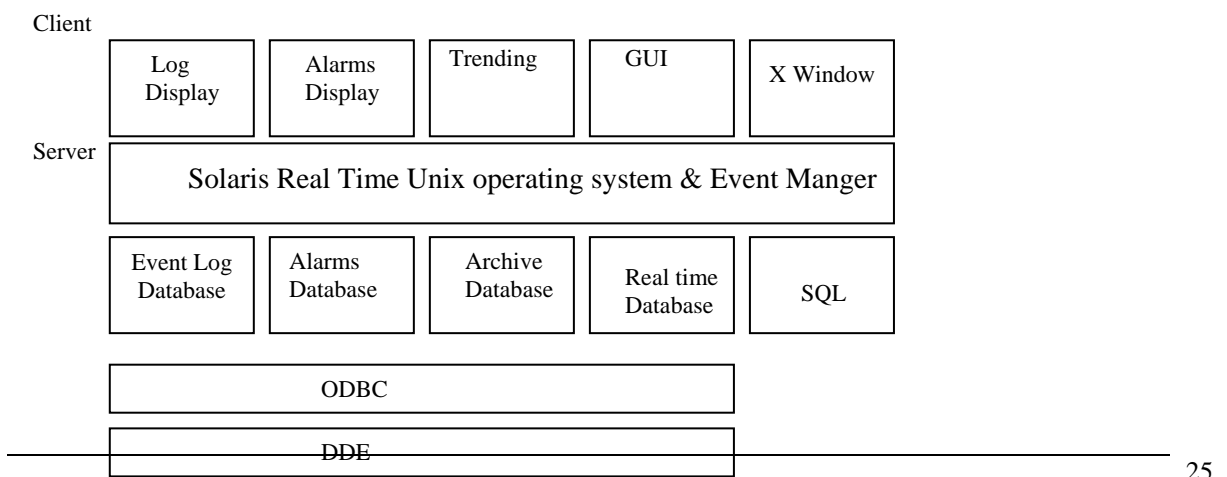 Client
Log
Display
Alarms
Display
Trending
GUI
X Window
Server
Solaris Real Time Unix operating system & Event Manger
Event Log
Database
Alarms
Database
Archive
Database
Real time
Database
SQL
ODBC
DDE
25